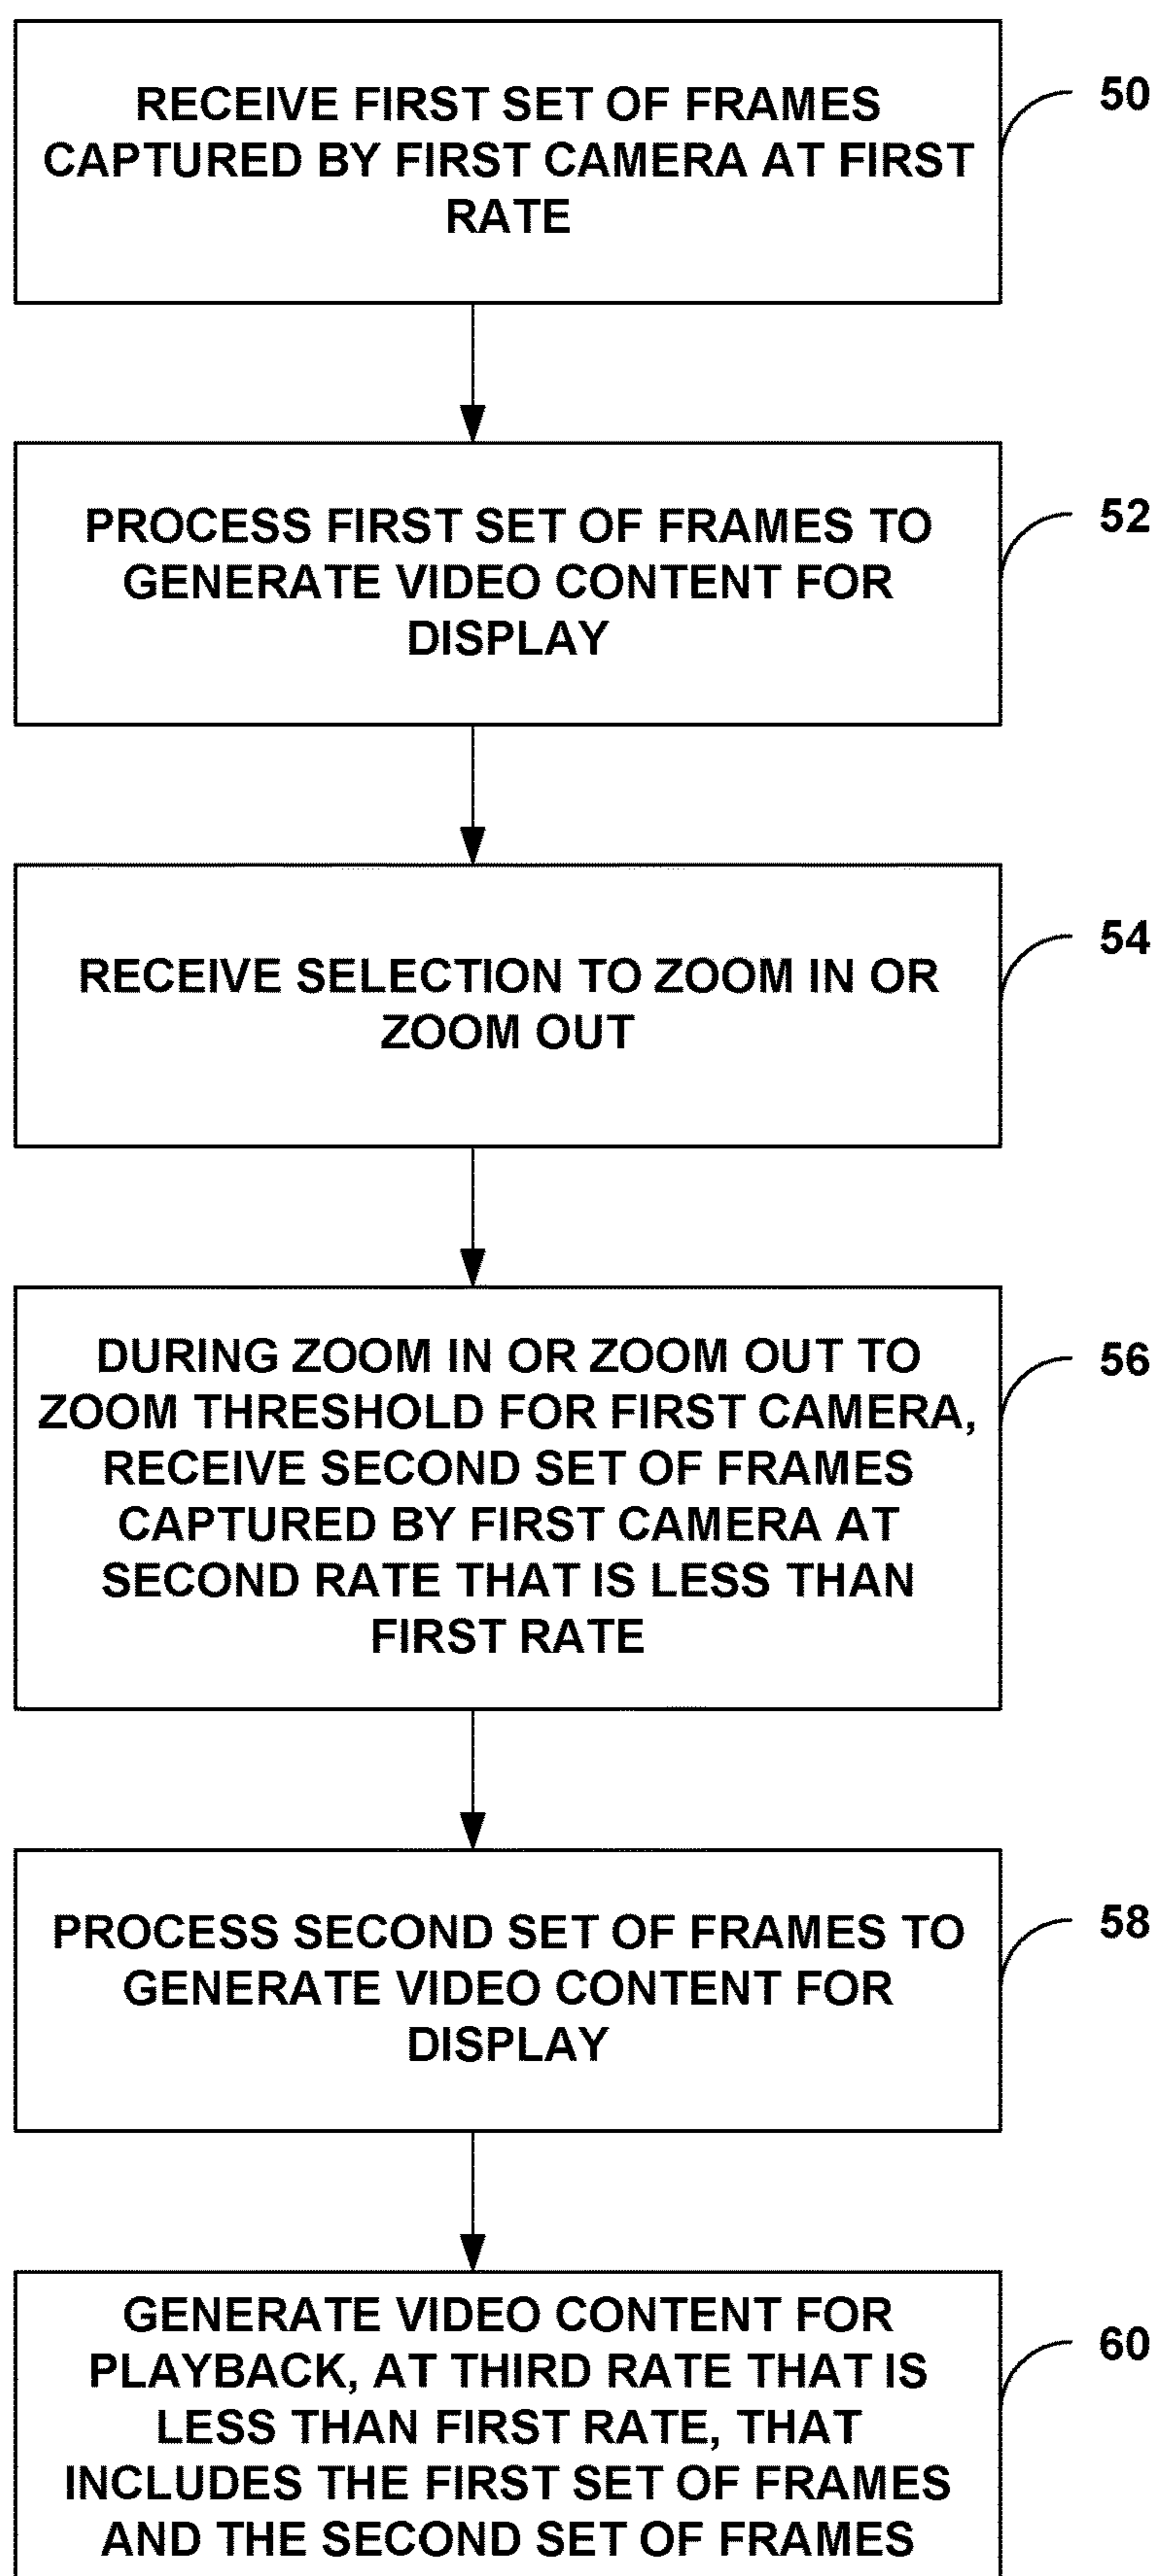 RECEIVE FIRST SET OF FRAMES
CAPTURED BY FIRST CAMERA AT FIRST
RATE
50
PROCESS FIRST SET OF FRAMES TO
GENERATE VIDEO CONTENT FOR
DISPLAY
52
RECEIVE SELECTION TO ZOOM IN OR
ZOOM OUT
54
DURING ZOOM IN OR ZOOM OUT TO
ZOOM THRESHOLD FOR FIRST CAMERA,
RECEIVE SECOND SET OF FRAMES
CAPTURED BY FIRST CAMERA AT
SECOND RATE THAT IS LESS THAN
FIRST RATE
56
PROCESS SECOND SET OF FRAMES TO
GENERATE VIDEO CONTENT FOR
DISPLAY
58
GENERATE VIDEO CONTENT FOR
PLAYBACK, AT THIRD RATE THAT IS
LESS THAN FIRST RATE, THAT
INCLUDES THE FIRST SET OF FRAMES
AND THE SECOND SET OF FRAMES
60